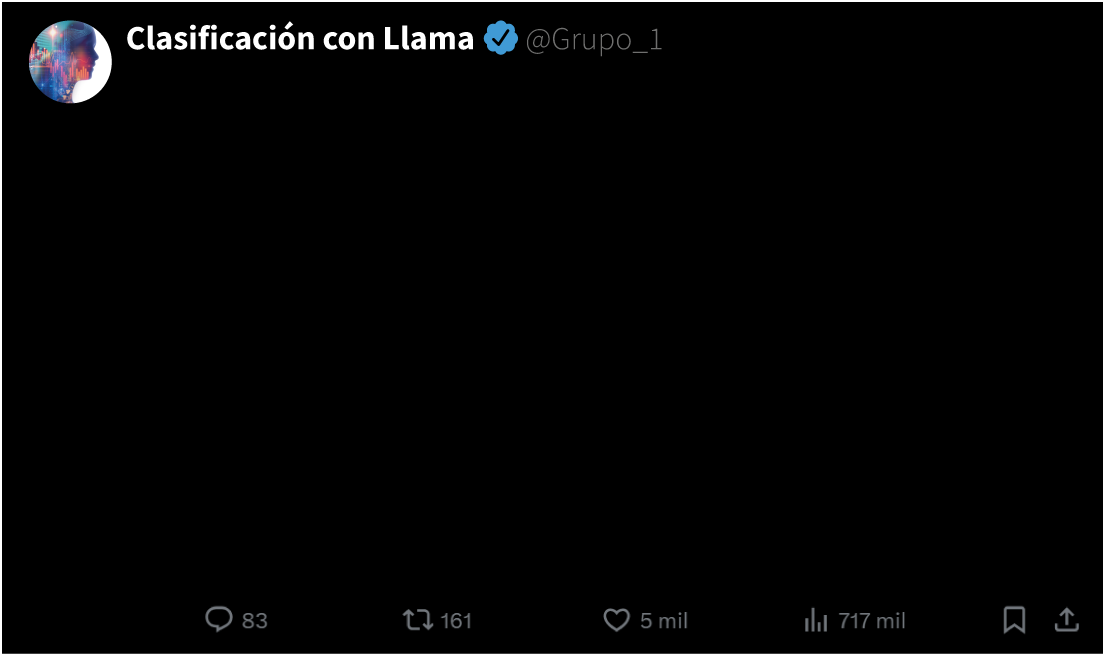 Clasificación con Llama @Grupo_1
83 161 5 mil 717 mil